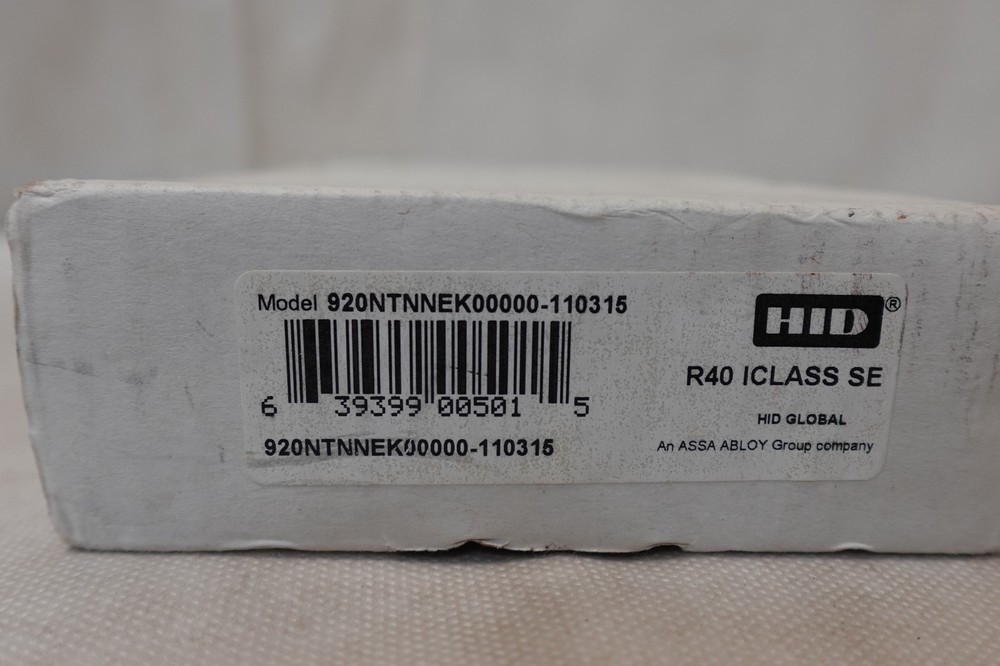 Model 920NTNNEK00000-110315
6 39399 00501 5
920NTNNEK00000-110315
HID®
R40 ICLASS SE
HID GLOBAL
An ASSA ABLOY Group company